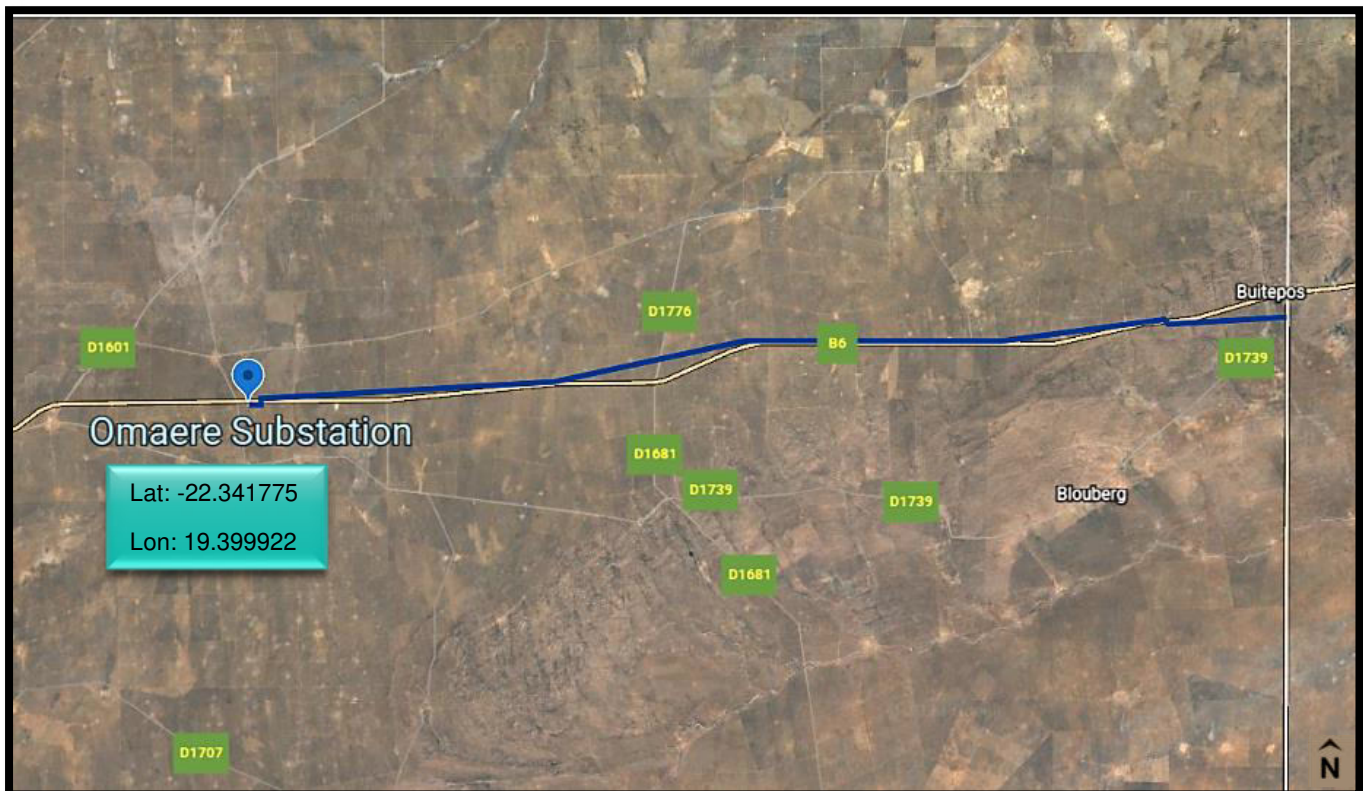 Buitepos
D1776
B6
D1601
D1739
Omaere Substation
D1681
Lat: -22.341775
Lon: 19.399922
D1739
D1739
Blouberg
D1681
D1707
N